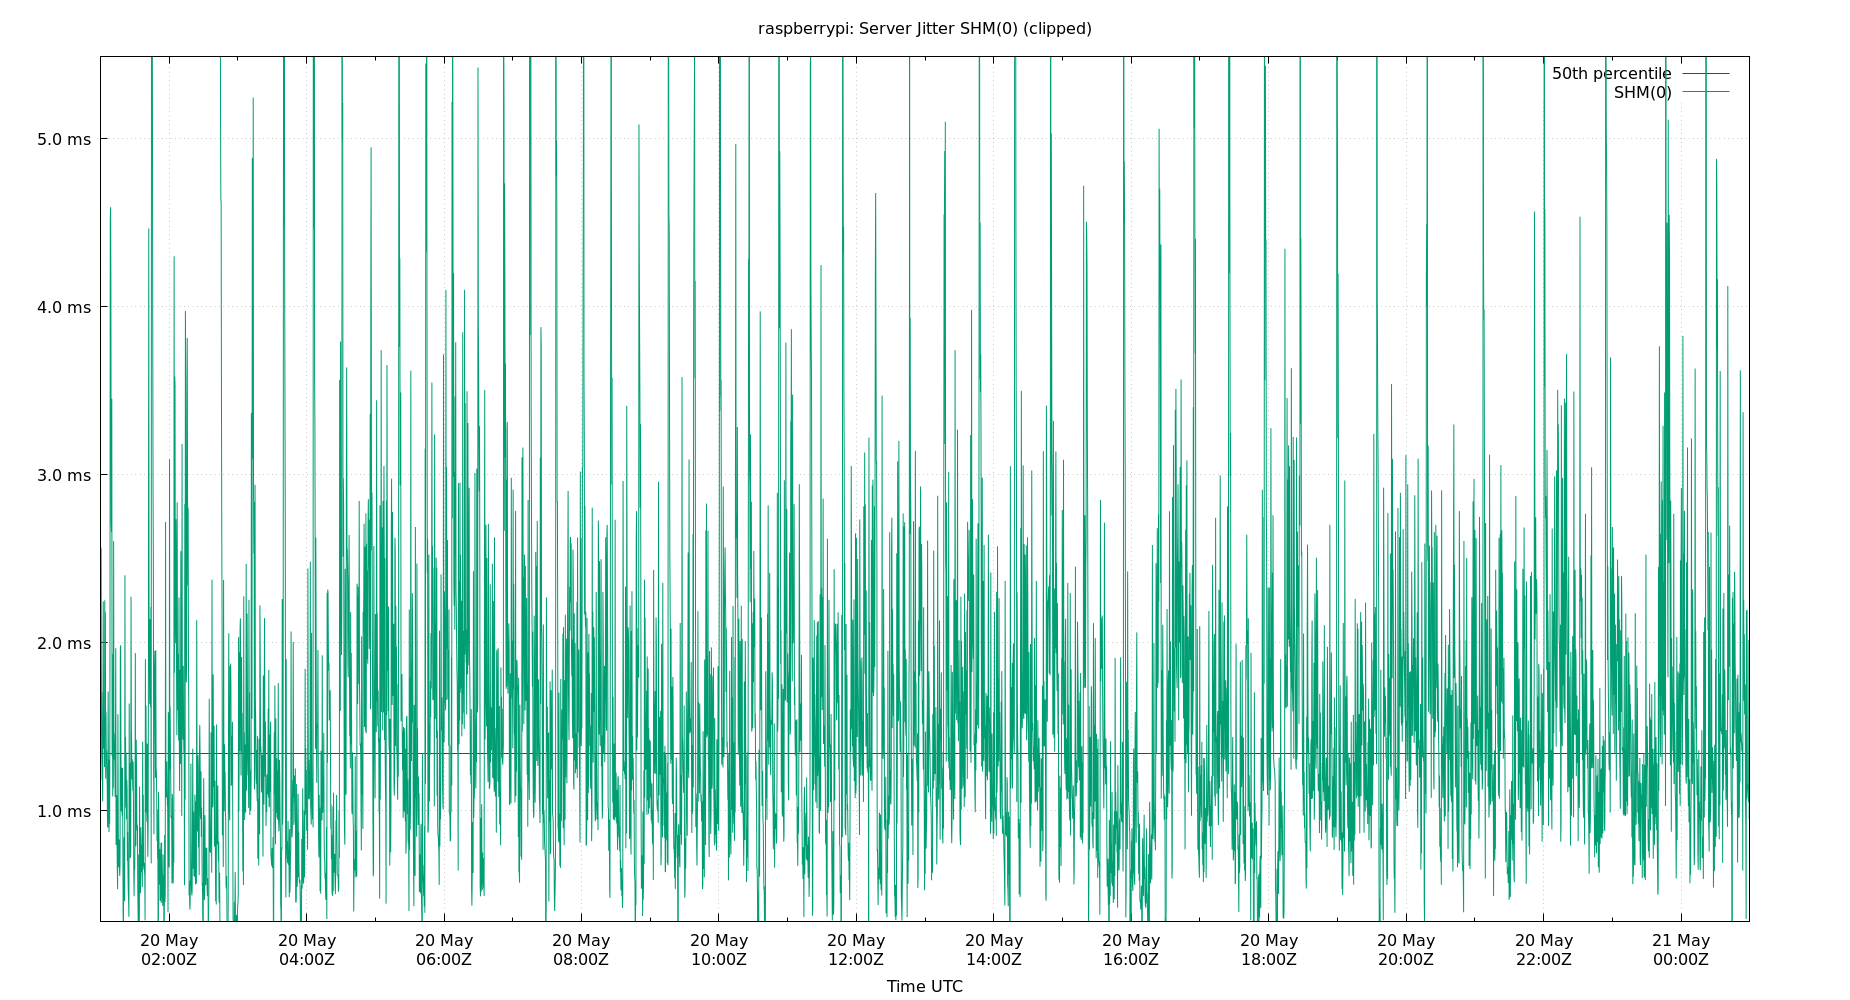 raspberrypi: Server Jitter SHM(0) (clipped)
50th percentile
SHM(0)
5.0 ms
4.0 ms
3.0 ms
2.0 ms
1.0 ms
20 May 20 May 20 May 20 May 20 May 20 May 20 May 20 May 20 May 20 May 20 May 21 May
02:00Z 04:00Z 06:00Z 08:00Z 10:00Z 12:00Z 14:00Z 16:00Z 18:00Z 20:00Z 22:00Z 00:00Z
Time UTC